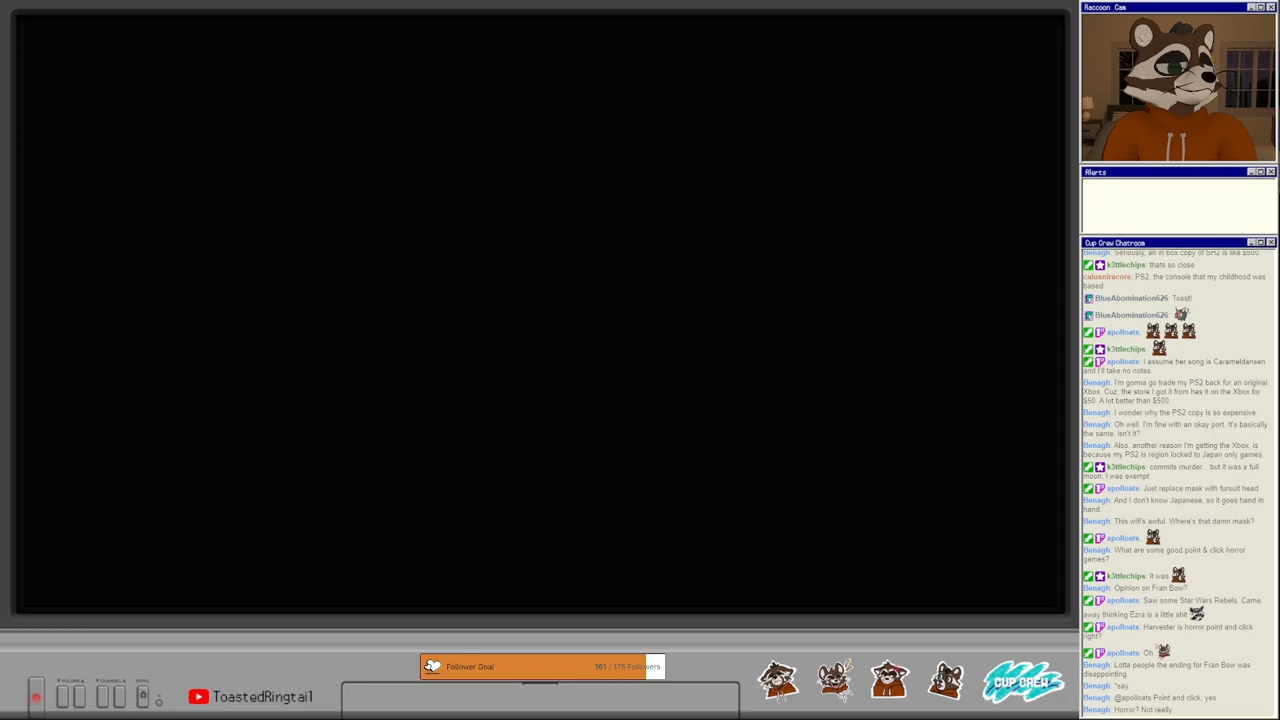 Raccoon Cam
Alerts
Cup Crew Chatroom
Benagh: Seriously, an in box copy of SH2 is like $500.
k3ttlechips: thats so close
calusniracore: PS2, the console that my childhood was
based
BlueAbomination626: Toast!
BlueAbomination626:
apolloats:
k3ttlechips:
apolloats: I assume her song is Carameldansen
and I'll take no notes
Benagh: I'm gonna go trade my PS2 back for an original
Xbox. Cuz, the store I got it from has it on the Xbox for
$50. A lot better than $500
Benagh: I wonder why the PS2 copy is so expensive.
Benagh: Oh well. I'm fine with an okay port. It's basically
the same, isn't it?
Benagh: Also, another reason I'm getting the Xbox, is
because my PS2 is region locked to Japan only games.
k3ttlechips: commits murder... but it was a full
moon, I was exempt
apolloats: Just replace mask with fursuit head
Benagh: And I don't know Japanese, so it goes hand in
hand.
Benagh: This wifi's awful. Where's that damn mask?
apolloats:
Benagh: What are some good point & click horror
games?
k3ttlechips: It was
Benagh: Opinion on Fran Bow?
apolloats: Saw some Star Wars Rebels. Came
away thinking Ezra is a little shit
apolloats: Harvester is horror point and click
right?
apolloats: Oh
Benagh: Lotta people the ending for Fran Bow was
disappointing.
Benagh: *say
Benagh: @apolloats Point and click, yes
Benagh: Horror? Not really
Follower Goal
161 / 175 Followers
VOLUME
CHANNEL
ToastedRingtail
CUP CREW